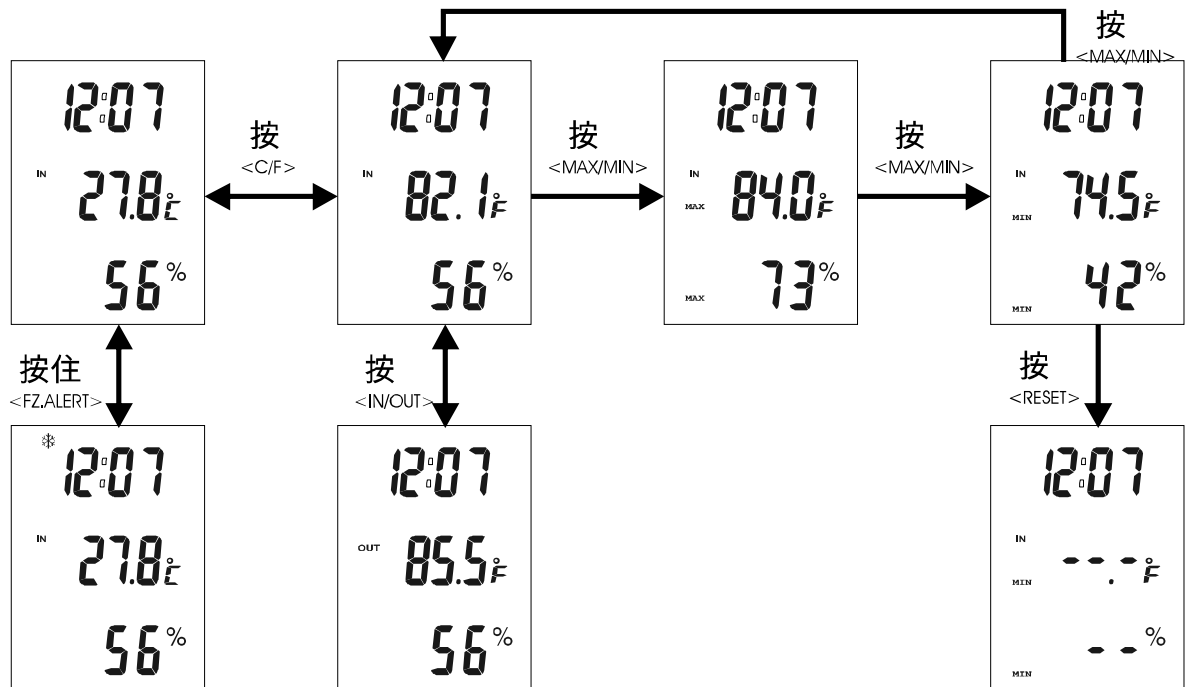 按
<MAX/MIN>
12:07
IN
27.8°C
56%
按
<C/F>
12:07
IN
82.1°F
56%
按
<MAX/MIN>
12:07
IN
MAX
84.0°F
MAX
73%
按
<MAX/MIN>
12:07
IN
MIN
74.5°F
MIN
42%
按住
<FZ.ALERT>
按
<IN/OUT>
按
<RESET>
12:07
IN
27.8°C
56%
12:07
OUT
85.5°F
56%
12:07
IN
MIN
--.-°F
MIN
--%